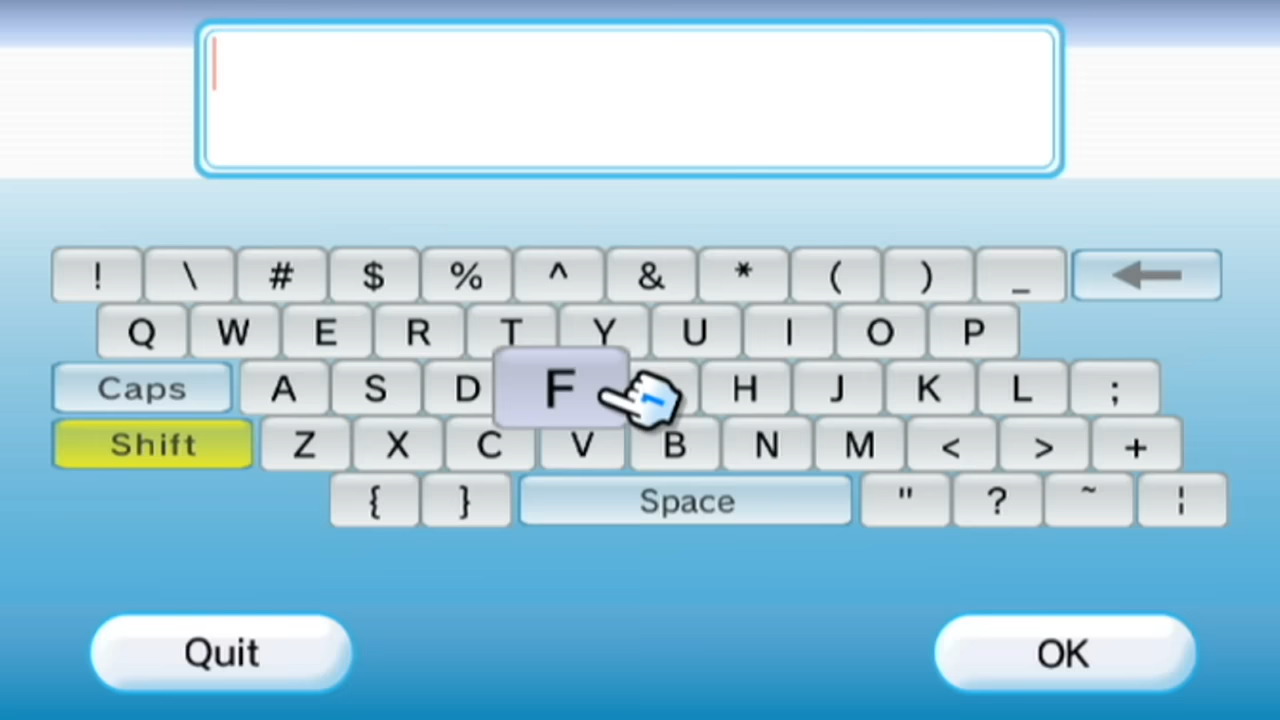 ! \ # $ % ^ & * ( ) _ ←
Q W E R T Y U I O P
Caps A S D F H J K L ;
Shift Z X C V B N M < > +
{ } Space " ? ~ ¦
Quit OK